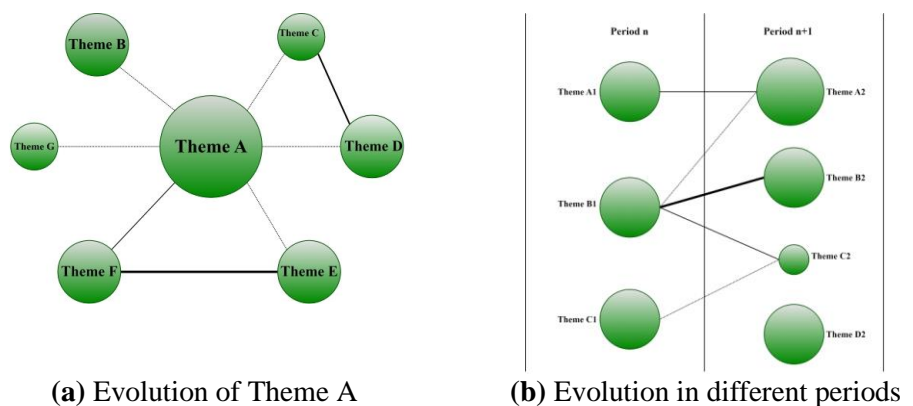 Theme B
Theme C
Theme G
Theme A
Theme D
Theme F
Theme E
(a) Evolution of Theme A
Period n
Period n+1
Theme A1
Theme A2
Theme B1
Theme B2
Theme C2
Theme C1
Theme D2
(b) Evolution in different periods